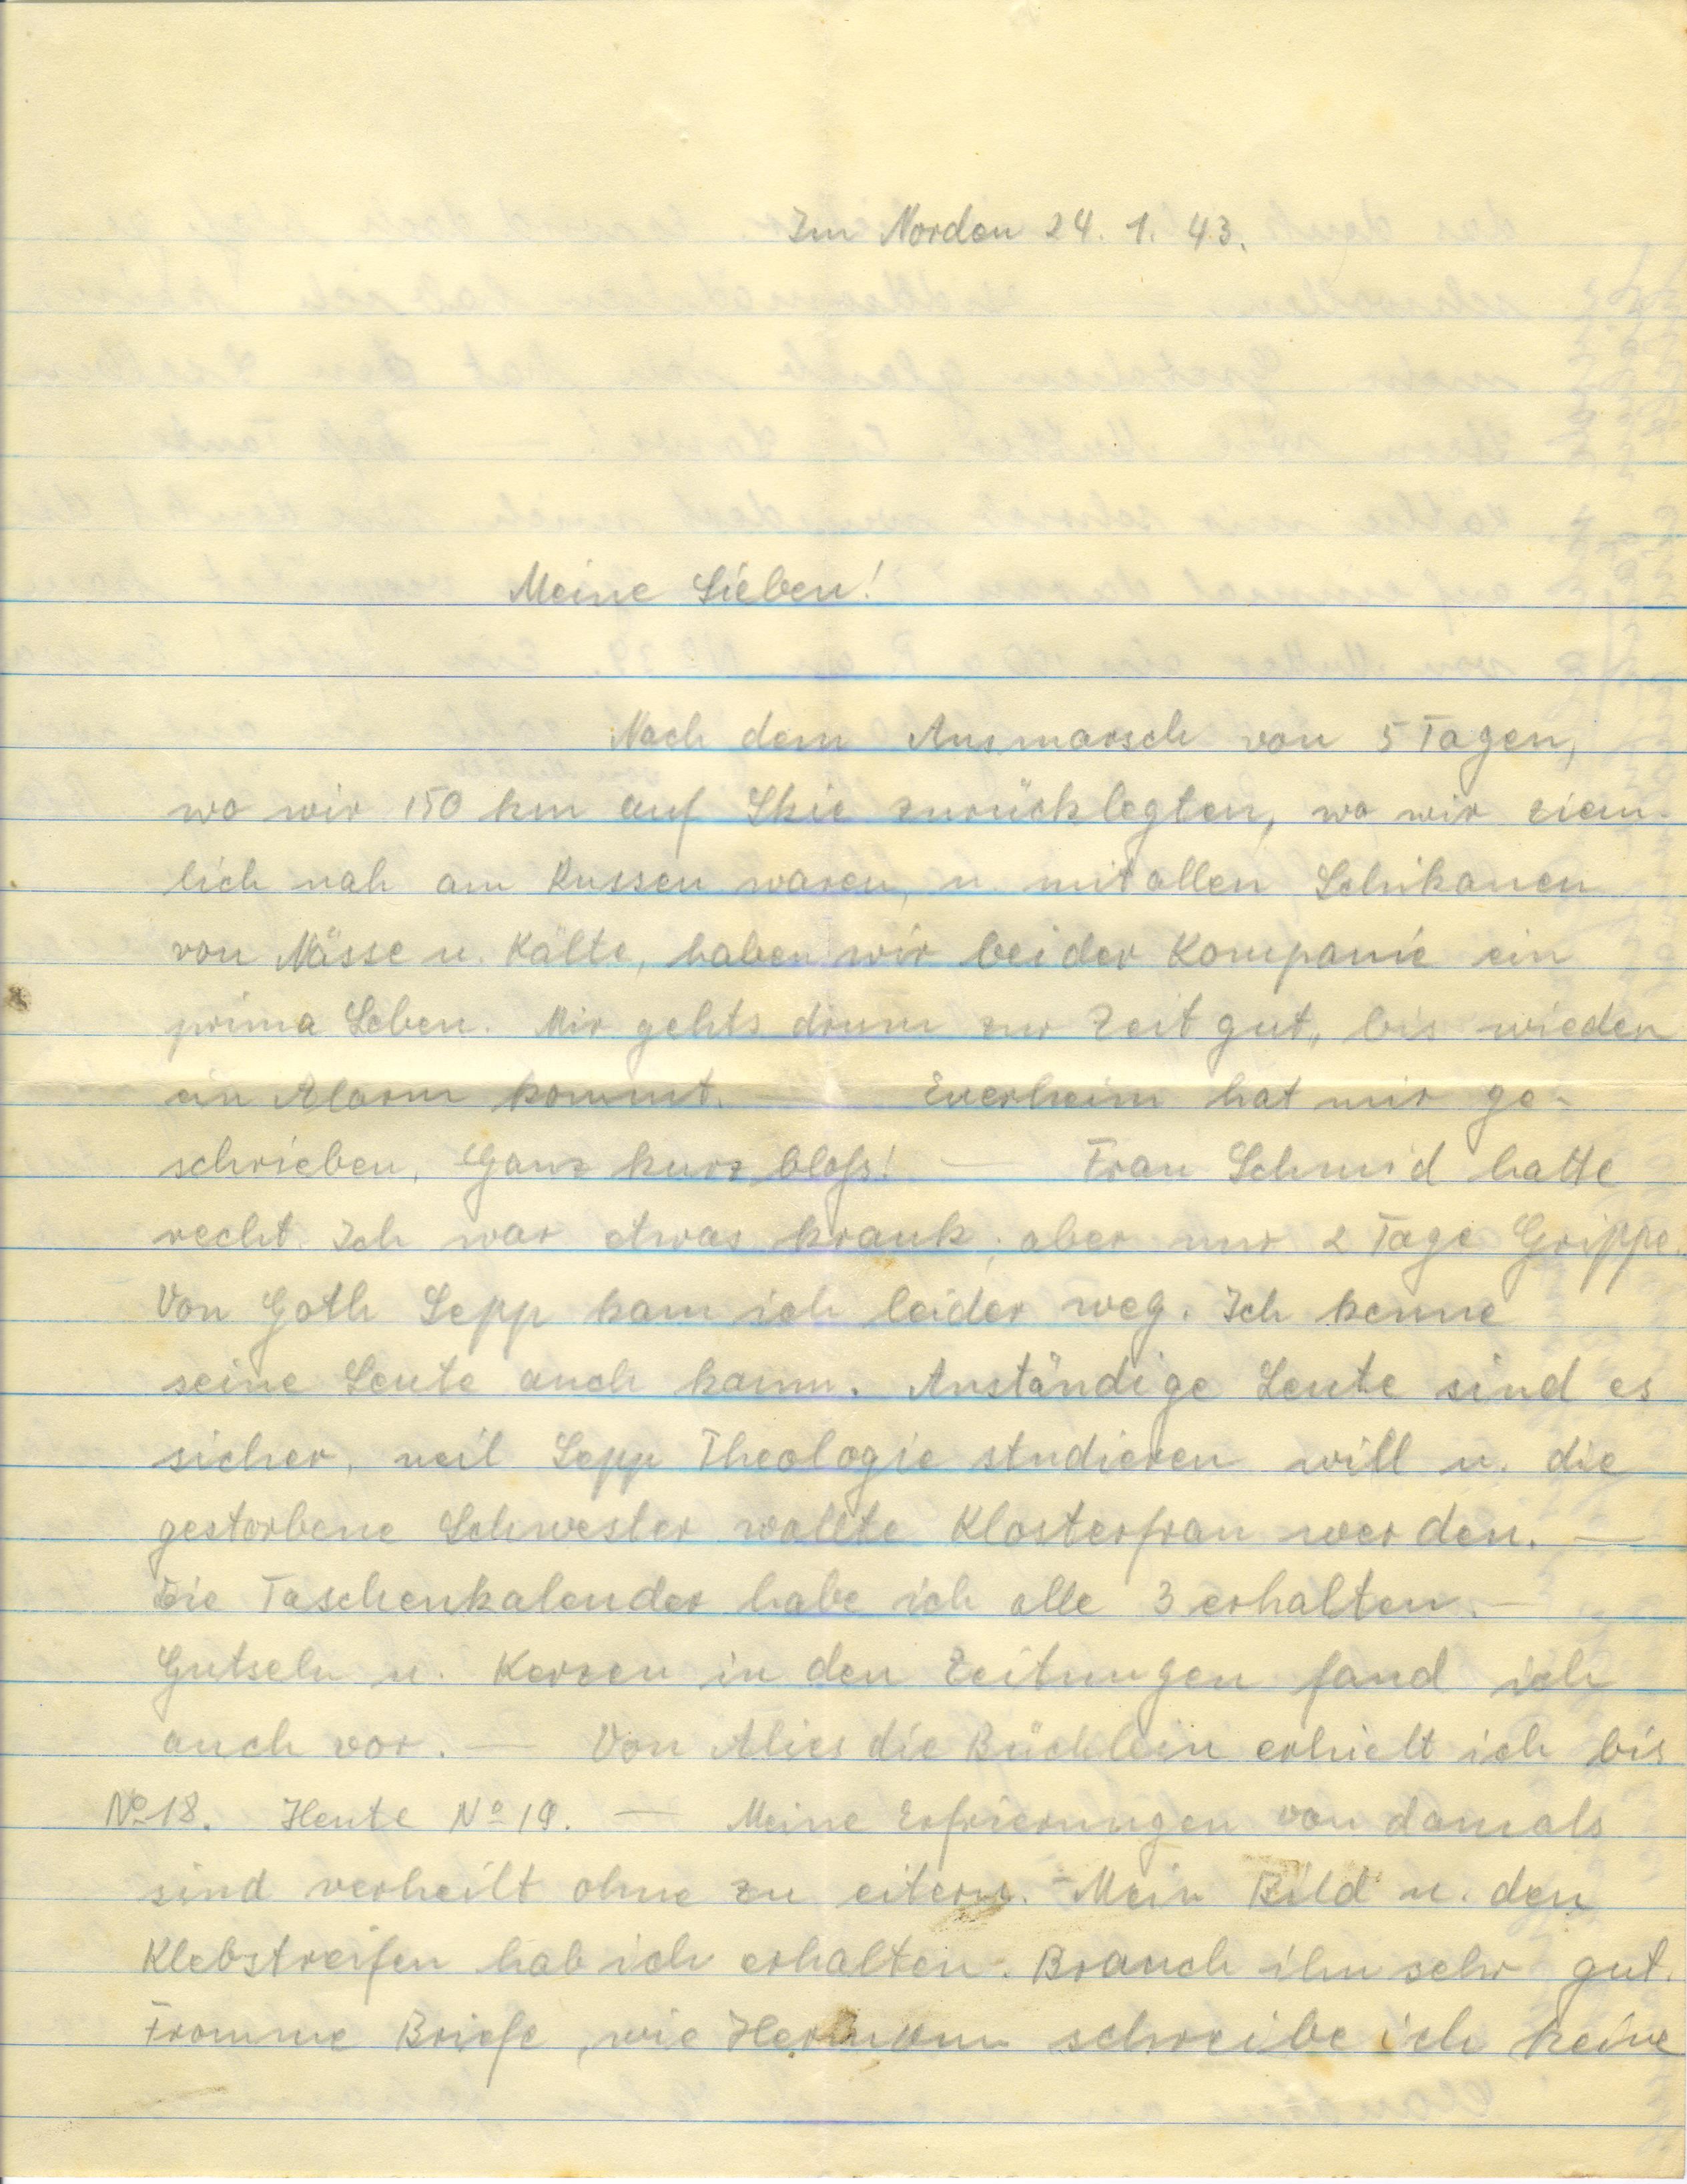 Im Norden 24. 1. 43.
Meine Lieben!
Nach dem Ausmarsch von 5 Tagen,
wo wir 150 km auf Skie zurücklegten, wo wir ziem-
lich nah am Russen waren, u. mit allen Schikanen
von Nässe u. Kälte, haben wir bei der Kompanie ein
prima Leben. Mir gehts drum zur Zeit gut, bis wieder
ein Alarm kommt. — Everheim hat mir ge-
schrieben, Ganz kurz bloss! — Frau Schmid hatte
recht. Ich war etwas krank, aber nur 2 Tage Grippe.
Von Goth Sepp kam ich leider weg. Ich kenne
seine Leute auch kaum. Anständige Leute sind es
sicher, weil Sepp Theologie studieren will u. die
gestorbene Schwester wollte Klosterfrau werden. —
Die Taschenkalender habe ich alle 3 erhalten. —
Gutseln u. Kerzen in den Zeitungen fand ich
auch vor. — Von Alies die Büchlein erhielt ich bis
No 18. Heute No 19. — Meine Erfrierungen von damals
sind verheilt ohne zu eitern. - Mein Bild u. den
Klebstreifen hab ich erhalten. Brauch ihn sehr gut.
Fromme Briefe, wie Hermann schreibe ich keine